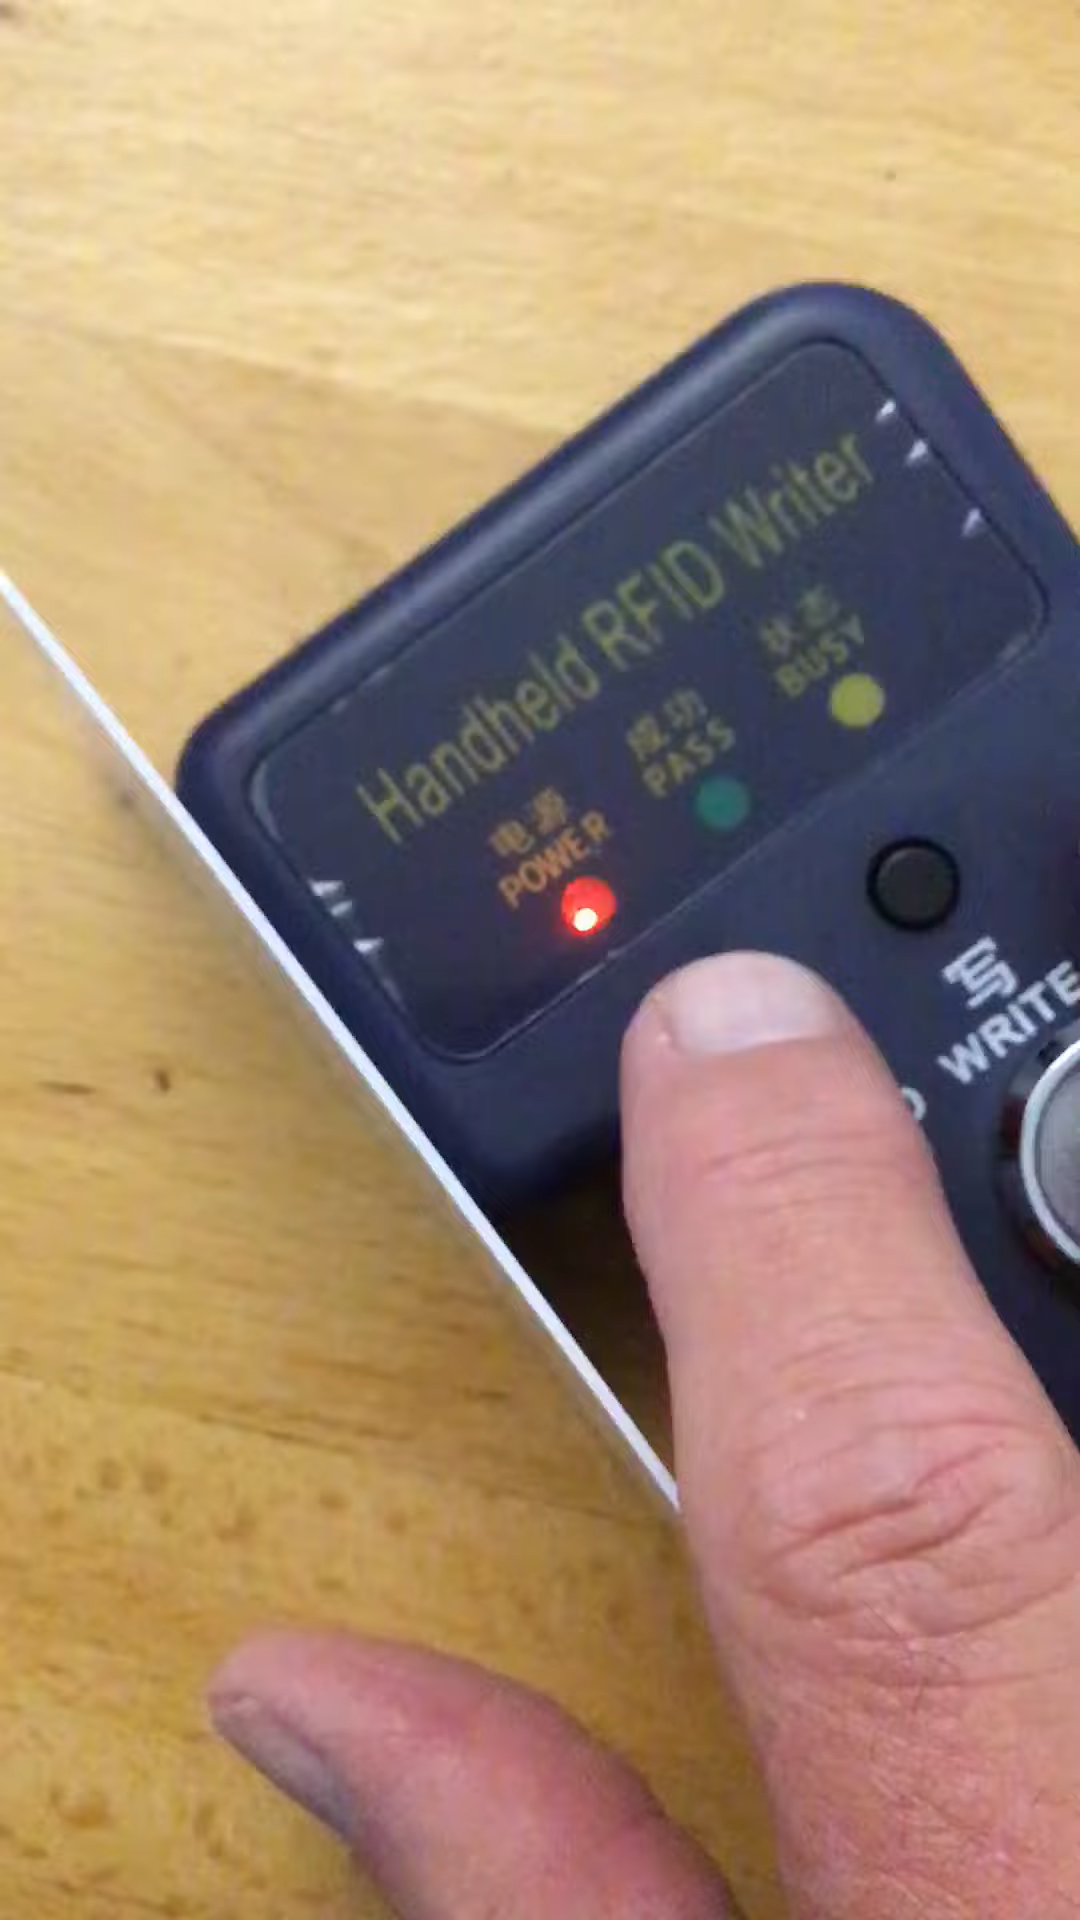 Handheld RFID Writer
电源 成功 状态
POWER PASS BUSY
写
WRITE